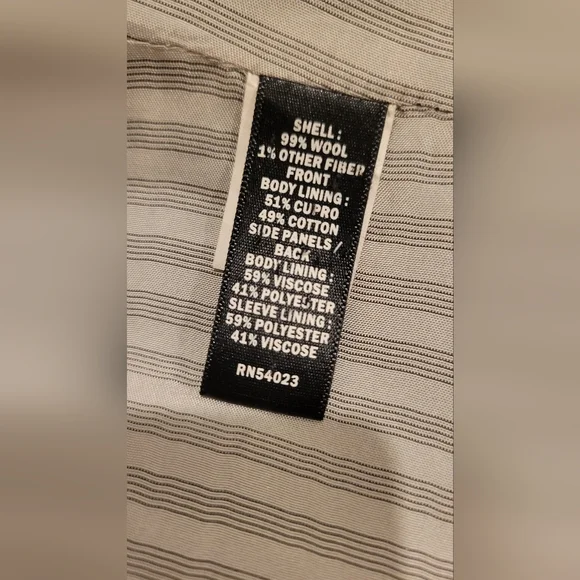 SHELL:
99% WOOL
1% OTHER FIBER
FRONT
BODY LINING:
51% CUPRO
49% COTTON
SIDE PANELS/
BACK
BODY LINING:
59% VISCOSE
41% POLYESTER
SLEEVE LINING:
59% POLYESTER
41% VISCOSE
RN54023